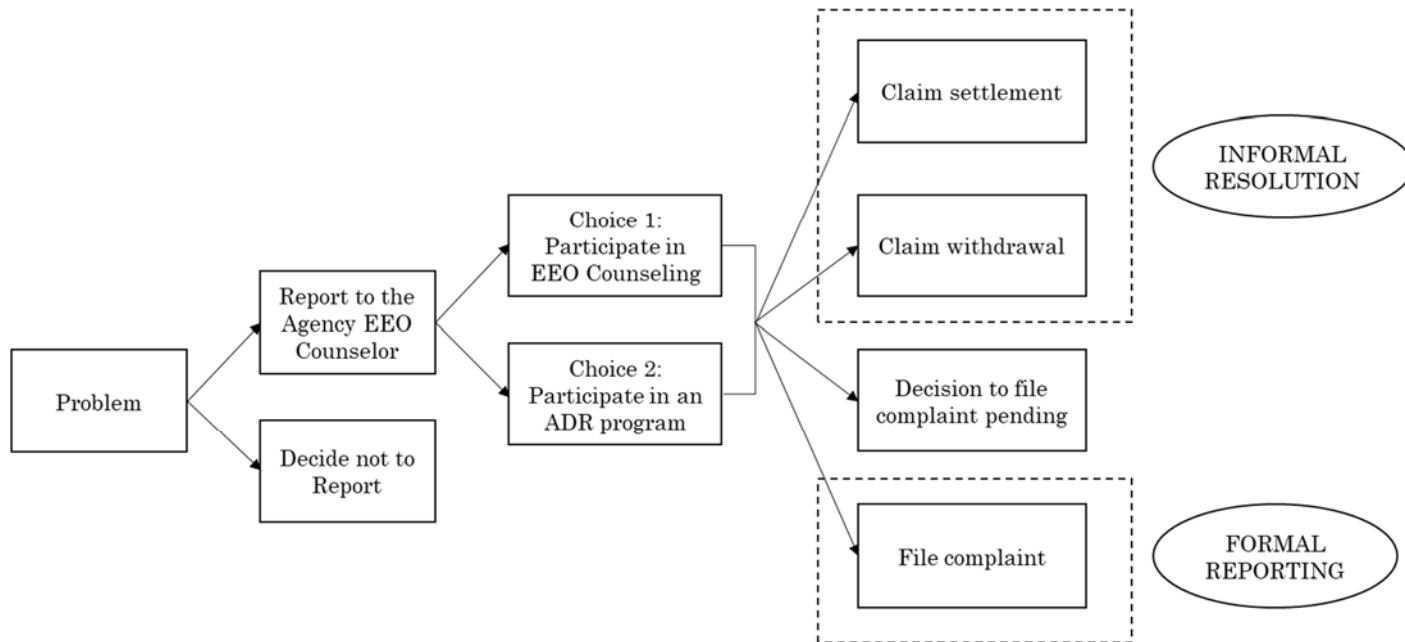 Problem
Report to the
Agency EEO
Counselor
Decide not to
Report
Choice 1:
Participate in
EEO Counseling
Choice 2:
Participate in an
ADR program
Claim settlement
Claim withdrawal
Decision to file
complaint pending
File complaint
INFORMAL
RESOLUTION
FORMAL
REPORTING